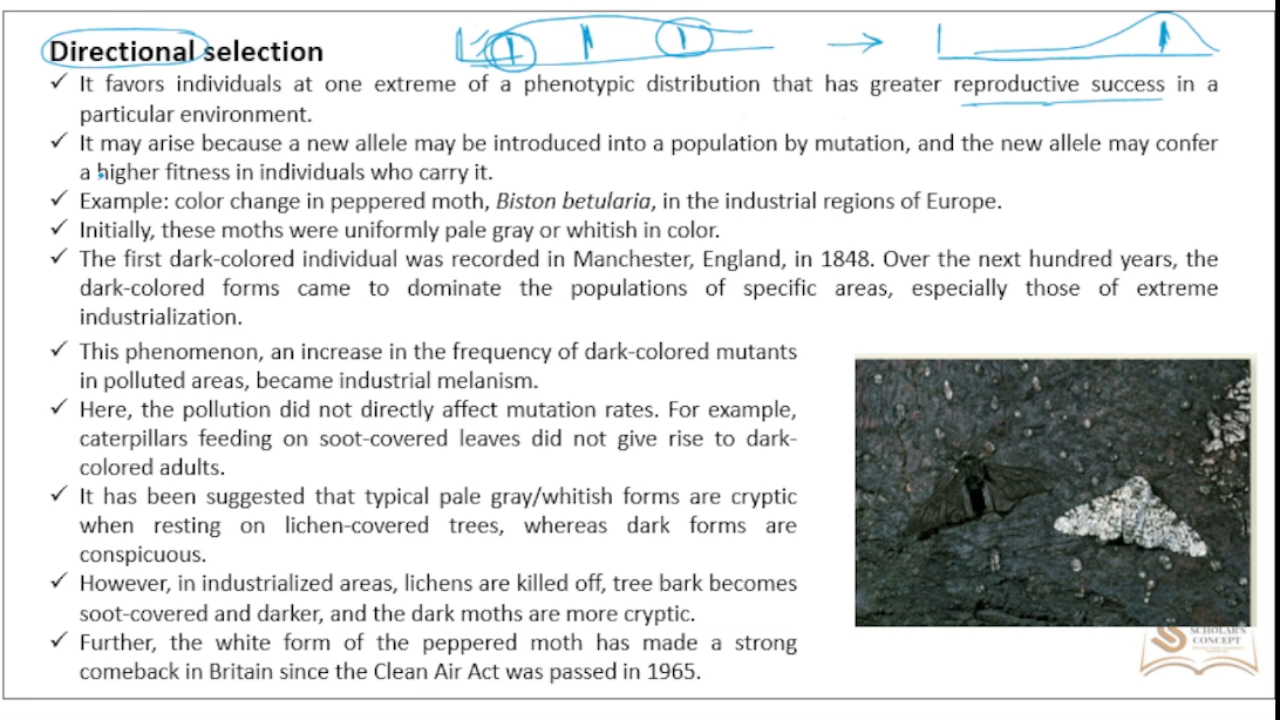 Directional selection
✓ It favors individuals at one extreme of a phenotypic distribution that has greater reproductive success in a
particular environment.
✓ It may arise because a new allele may be introduced into a population by mutation, and the new allele may confer
a higher fitness in individuals who carry it.
✓ Example: color change in peppered moth, Biston betularia, in the industrial regions of Europe.
✓ Initially, these moths were uniformly pale gray or whitish in color.
✓ The first dark-colored individual was recorded in Manchester, England, in 1848. Over the next hundred years, the
dark-colored forms came to dominate the populations of specific areas, especially those of extreme
industrialization.
✓ This phenomenon, an increase in the frequency of dark-colored mutants
in polluted areas, became industrial melanism.
✓ Here, the pollution did not directly affect mutation rates. For example,
caterpillars feeding on soot-covered leaves did not give rise to dark-
colored adults.
✓ It has been suggested that typical pale gray/whitish forms are cryptic
when resting on lichen-covered trees, whereas dark forms are
conspicuous.
✓ However, in industrialized areas, lichens are killed off, tree bark becomes
soot-covered and darker, and the dark moths are more cryptic.
✓ Further, the white form of the peppered moth has made a strong
comeback in Britain since the Clean Air Act was passed in 1965.
SCHOLAR'S
CONCEPT